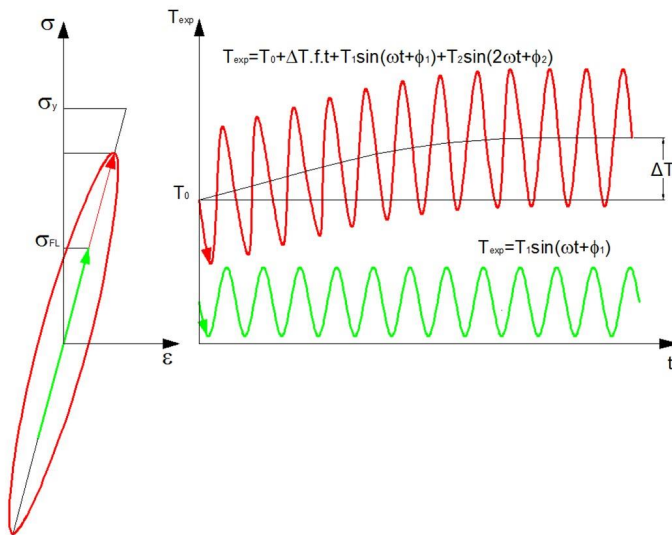 σ
Texp
Texp=T0+ΔT.f.t+T1sin(ωt+ϕ1)+T2sin(2ωt+ϕ2)
σy
T0
ΔT
σFL
Texp=T1sin(ωt+ϕ1)
ε
t